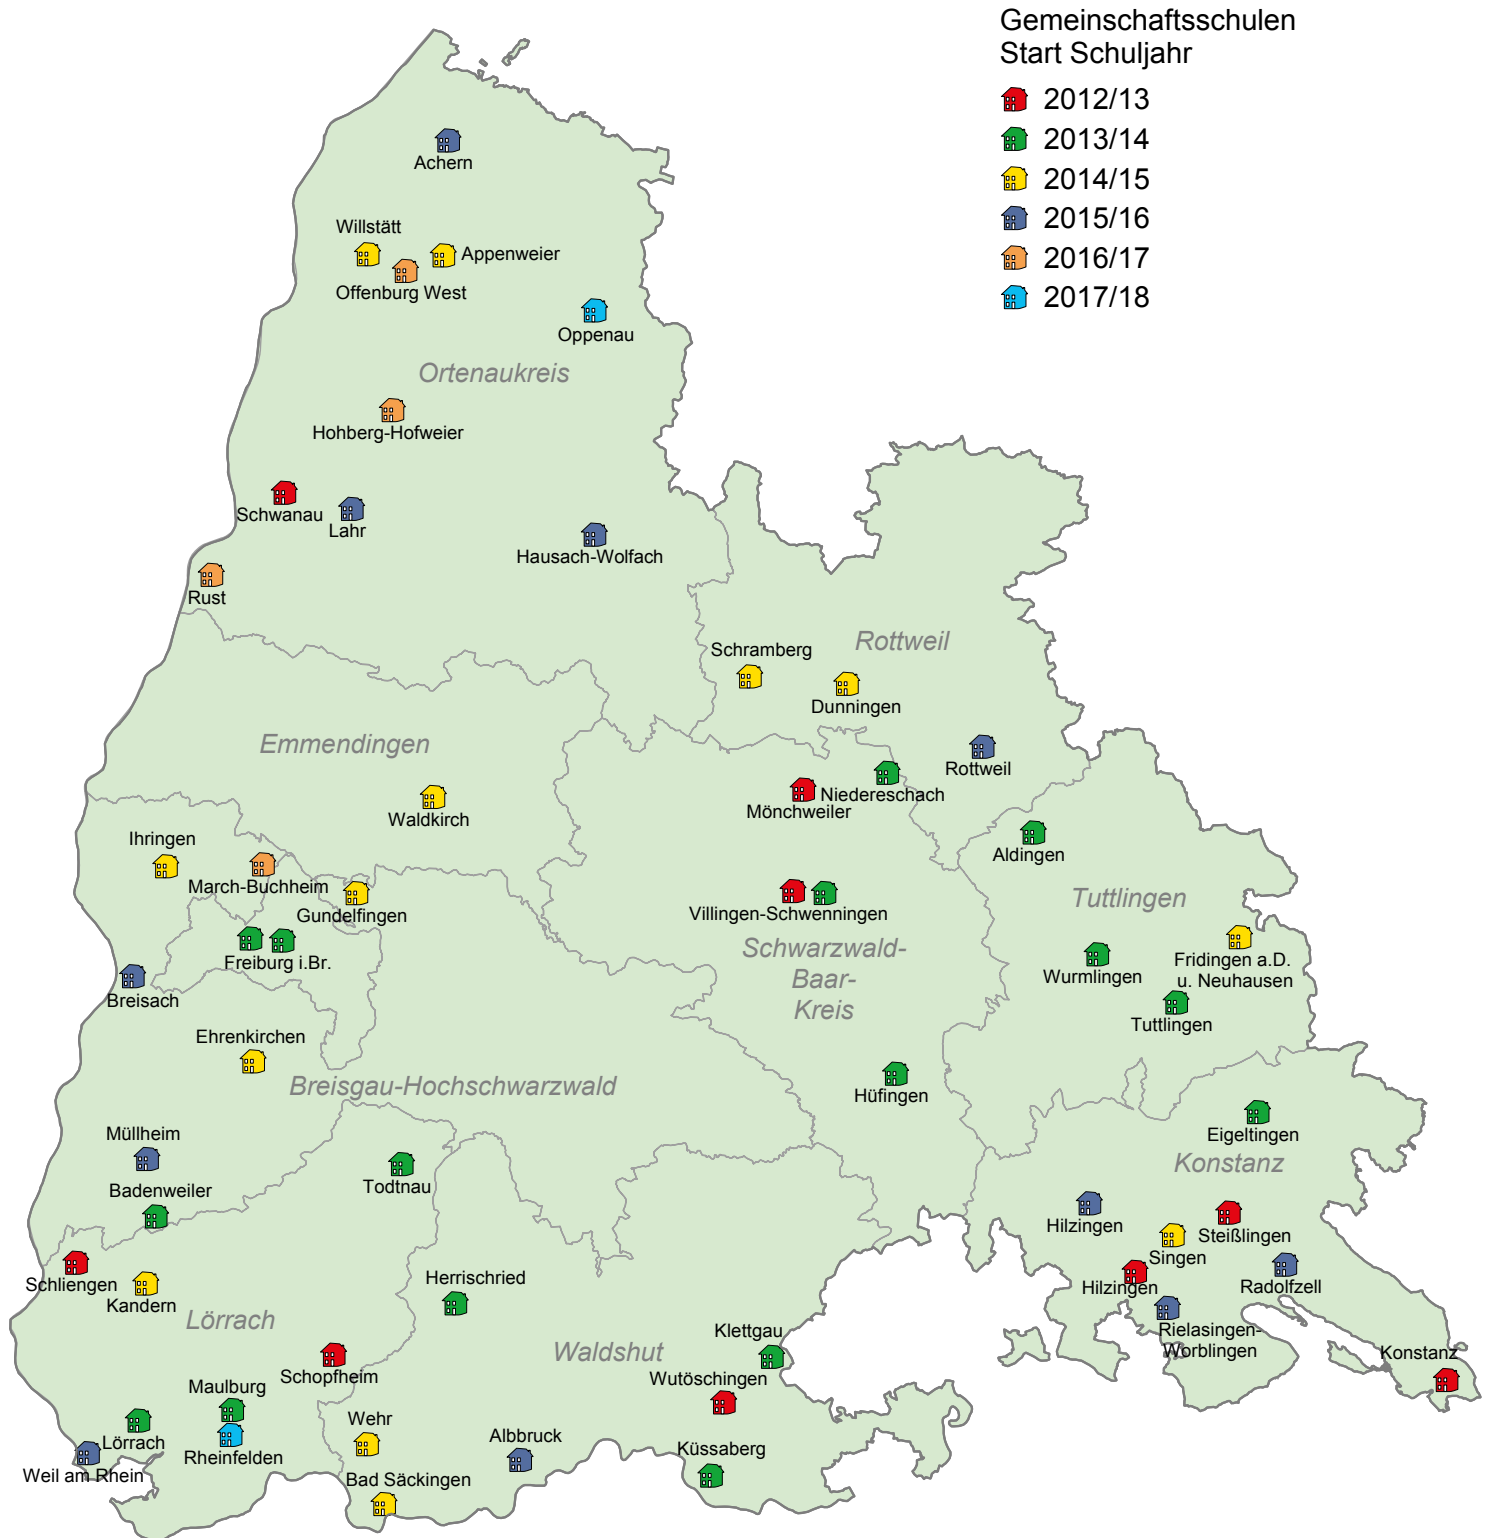 Gemeinschaftsschulen
Start Schuljahr
2012/13
2013/14
2014/15
2015/16
2016/17
2017/18
Achern
Willstätt
Appenweier
Offenburg West
Oppenau
Ortenaukreis
Hohberg-Hofweier
Schwanau
Lahr
Hausach-Wolfach
Rust
Rottweil
Schramberg
Dunningen
Emmendingen
Rottweil
Niedereschach
Mönchweiler
Waldkirch
Ihringen
Aldingen
March-Buchheim
Gundelfingen
Villingen-Schwenningen
Tuttlingen
Schwarzwald-
Baar-
Kreis
Freiburg i.Br.
Fridingen a.D.
u. Neuhausen
Wurmlingen
Breisach
Tuttlingen
Ehrenkirchen
Breisgau-Hochschwarzwald
Hüfingen
Müllheim
Eigeltingen
Konstanz
Todtnau
Badenweiler
Hilzingen
Steißlingen
Singen
Schliengen
Kandern
Herrischried
Hilzingen
Radolfzell
Lörrach
Rielasingen-
Worblingen
Klettgau
Waldshut
Konstanz
Schopfheim
Wutöschingen
Maulburg
Wehr
Lörrach
Rheinfelden
Albbruck
Küssaberg
Weil am Rhein
Bad Säckingen